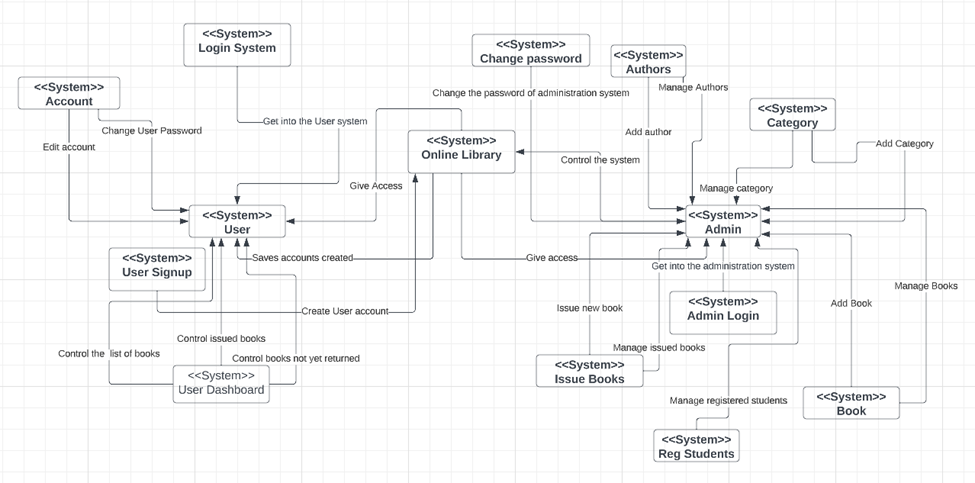 <<System>>
Login System
<<System>>
Change password
<<System>>
Authors
<<System>>
Account
Manage Authors
Change the password of administration system
<<System>>
Category
Get into the User system
Change User Password
Add author
Edit account
<<System>>
Online Library
Add Category
Control the system
Give Access
Manage category
<<System>>
User
<<System>>
Admin
<<System>>
User Signup
Saves accounts created
Give access
Get into the administration system
Manage Books
<<System>>
Admin Login
Add Book
Create User account
Issue new book
Control issued books
Manage issued books
Control the list of books
Control books not yet returned
<<System>>
User Dashboard
<<System>>
Issue Books
<<System>>
Book
Manage registered students
<<System>>
Reg Students